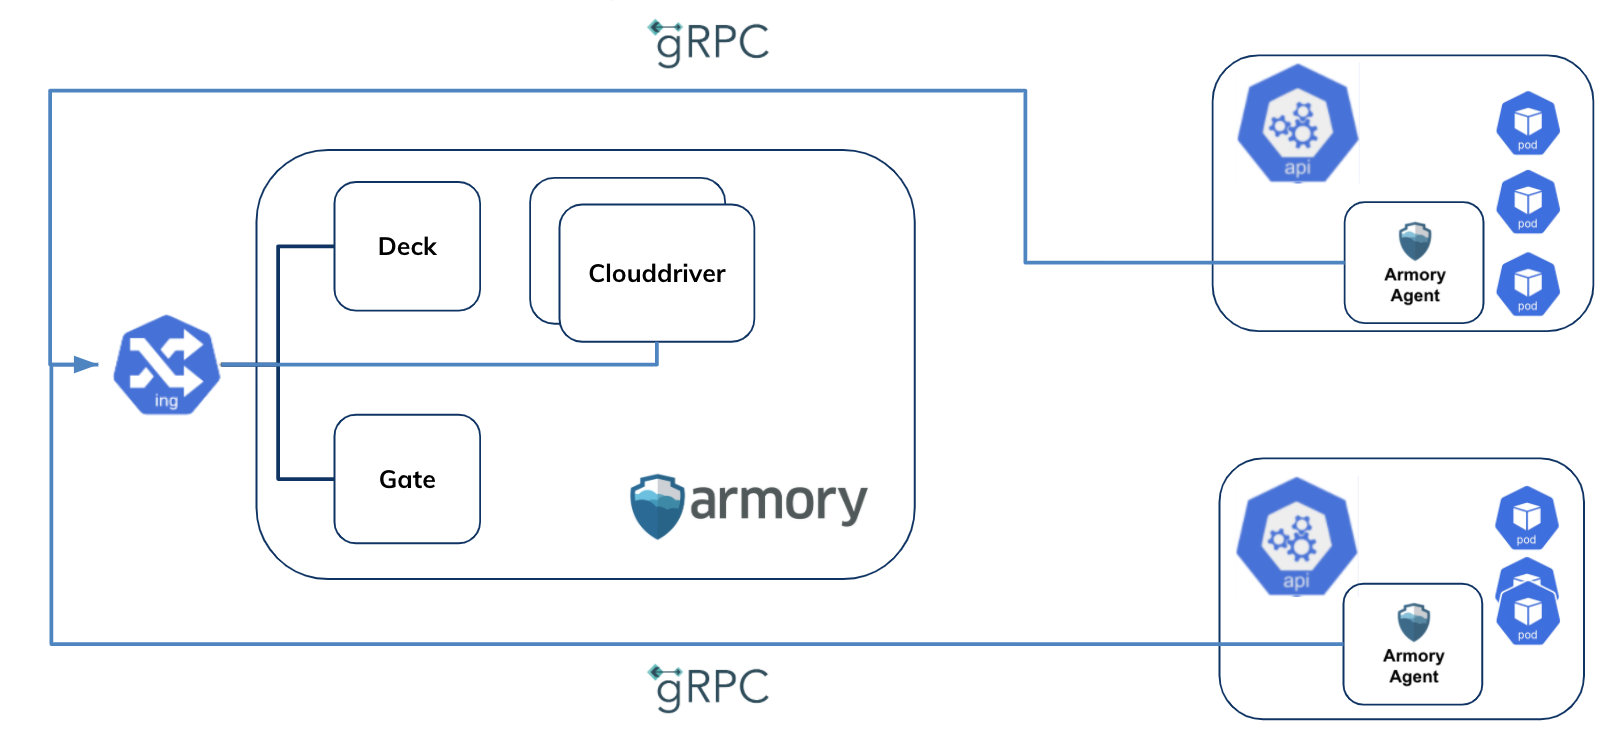 gRPC
api
pod
pod
pod
Armory
Agent
Deck
Clouddriver
ing
Gate
armory
api
pod
pod
Armory
Agent
gRPC